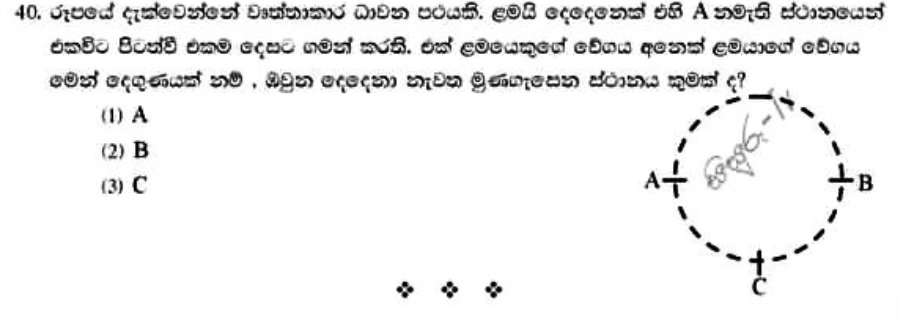 40. රූපයේ දැක්වෙන්නේ වෘත්තාකාර ධාවන පථයකි. ළමයි දෙදෙනෙක් එහි A නමැති ස්ථානයෙන්
එකවිට පිටත්වී එකම දෙසට ගමන් කරති. එක් ළමයෙකුගේ වේගය අනෙක් ළමයාගේ වේගය
මෙන් දෙගුණයක් නම් , ඔවුන දෙදෙනා නැවත මුණගැසෙන ස්ථානය කුමක් ද?
(1) A
(2) B
(3) C
A
B
C